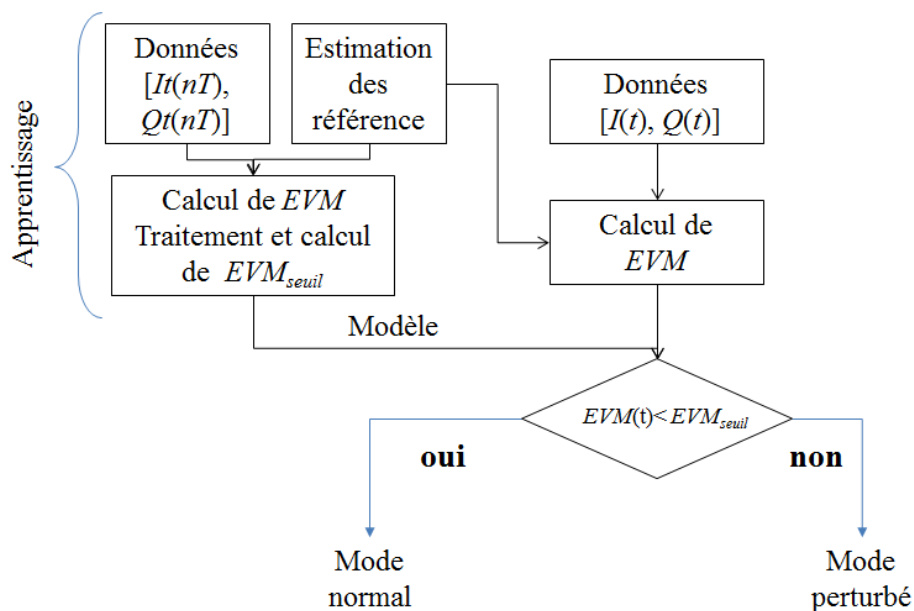 Apprentissage
Données
[It(nT),
Qt(nT)]
Estimation
des
référence
Données
[I(t), Q(t)]
Calcul de EVM
Traitement et calcul
de EVMseuil
Calcul de
EVM
Modèle
EVM(t)< EVMseuil
oui
non
Mode
normal
Mode
perturbé